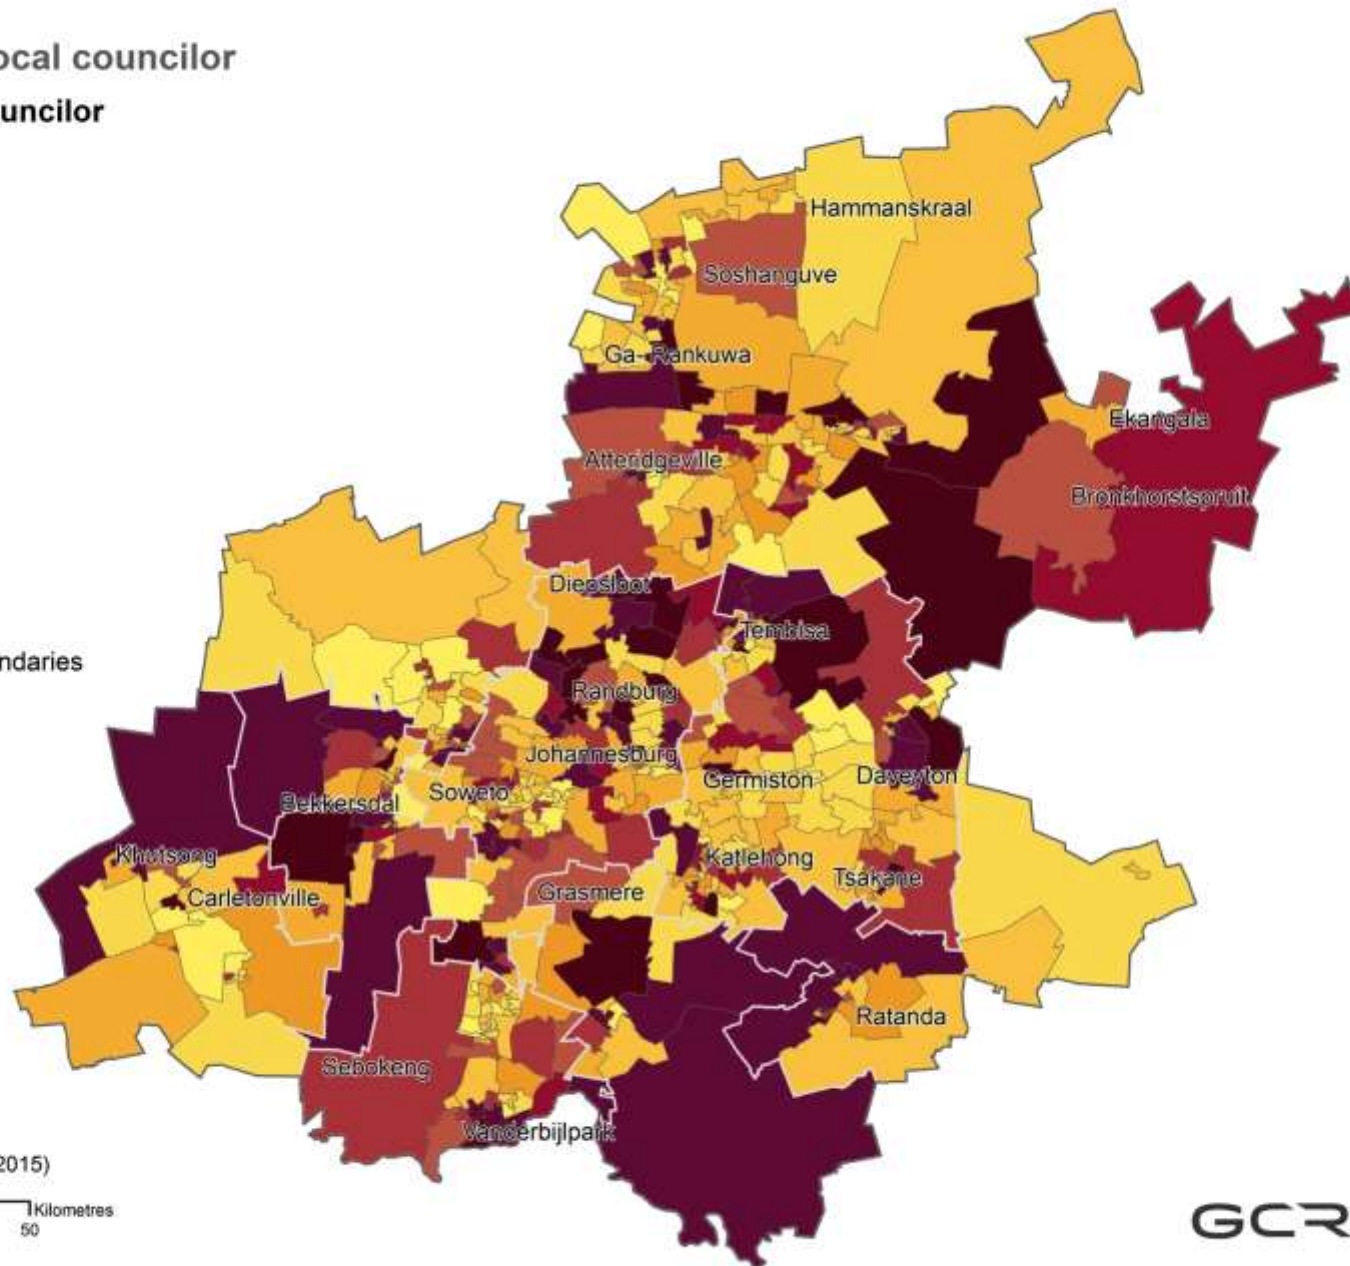 ocal councilor
uncilor
Hammanskraal
Soshanguve
Ga- Rankuwa
Ekangala
Atteridgeville
Bronkhorstspruit
Diepsloot
Tembisa
ndaries
Randburg
Johannesburg
Germiston
Daveyton
Soweto
Bekkersdal
Khutsong
Katlehong
Tsakane
Carletonville
Grasmere
Ratanda
Sebokeng
Vanderbijlpark
2015)
Kilometres
50
GCR